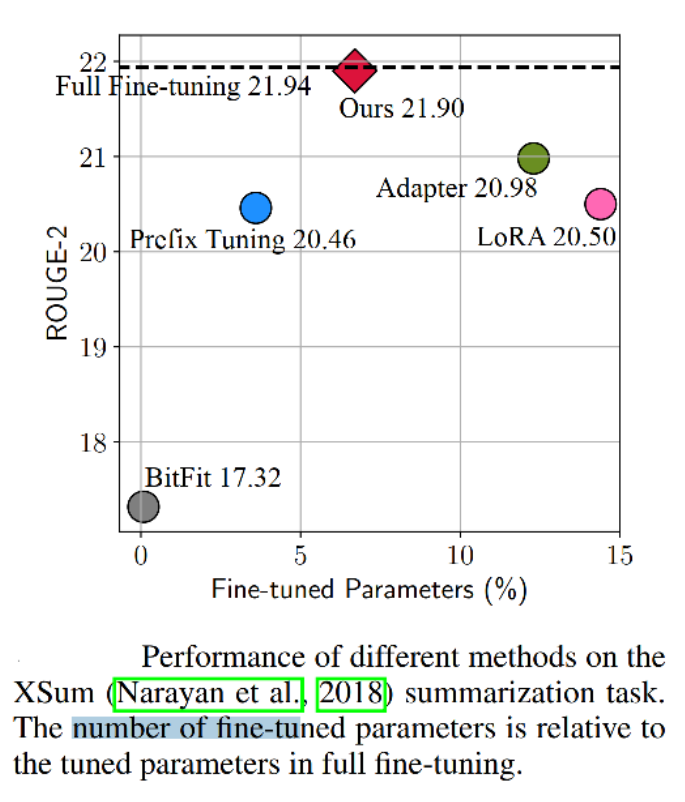 22
Full Fine-tuning 21.94
Ours 21.90
21
Adapter 20.98
Prefix Tuning 20.46
LoRA 20.50
20
ROUGE-2
19
18
BitFit 17.32
0 5 10 15
Fine-tuned Parameters (%)
Performance of different methods on the
XSum (Narayan et al., 2018) summarization task.
The number of fine-tuned parameters is relative to
the tuned parameters in full fine-tuning.